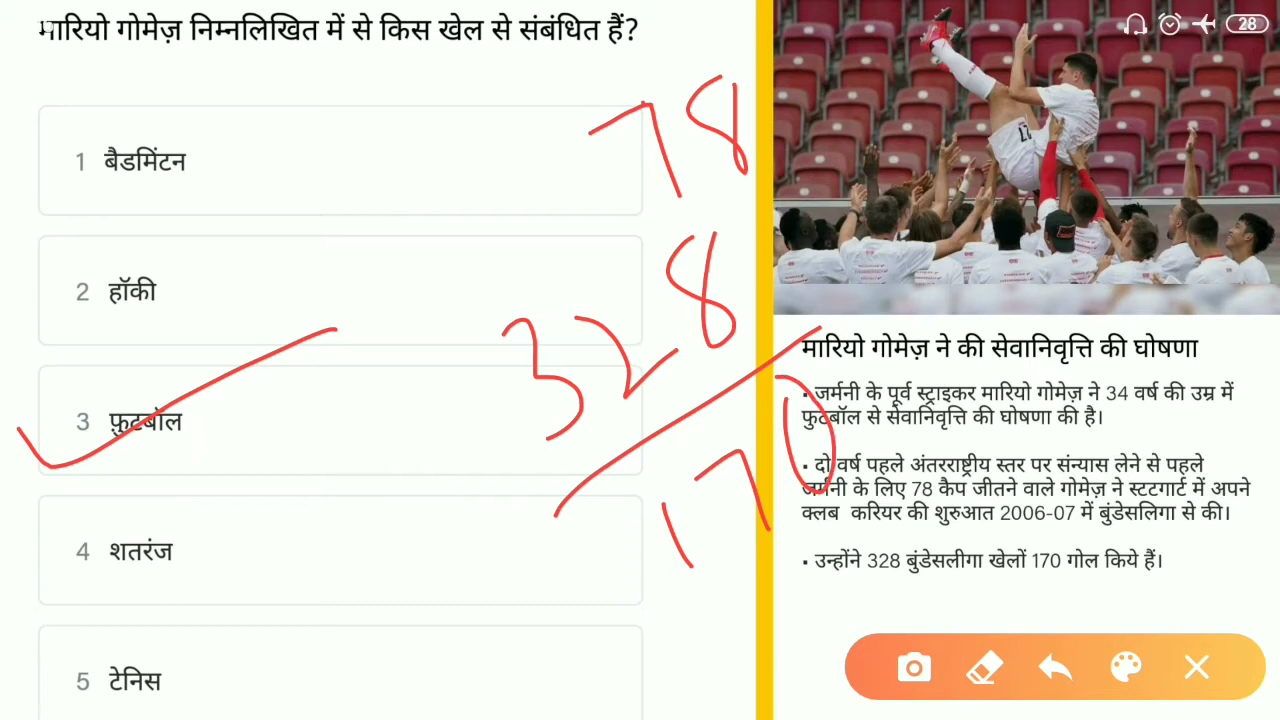 मारियो गोमेज़ निम्नलिखित में से किस खेल से संबंधित हैं?
1 बैडमिंटन
2 हॉकी
3 फ़ुटबॉल
4 शतरंज
5 टेनिस
78
328
170
28
27
मारियो गोमेज़ ने की सेवानिवृत्ति की घोषणा
▪ जर्मनी के पूर्व स्ट्राइकर मारियो गोमेज़ ने 34 वर्ष की उम्र में
फुटबॉल से सेवानिवृत्ति की घोषणा की है।
▪ दो वर्ष पहले अंतरराष्ट्रीय स्तर पर संन्यास लेने से पहले
जर्मनी के लिए 78 कैप जीतने वाले गोमेज़ ने स्टटगार्ट में अपने
क्लब करियर की शुरुआत 2006-07 में बुंडेसलिगा से की।
▪ उन्होंने 328 बुंडेसलीगा खेलों 170 गोल किये हैं।